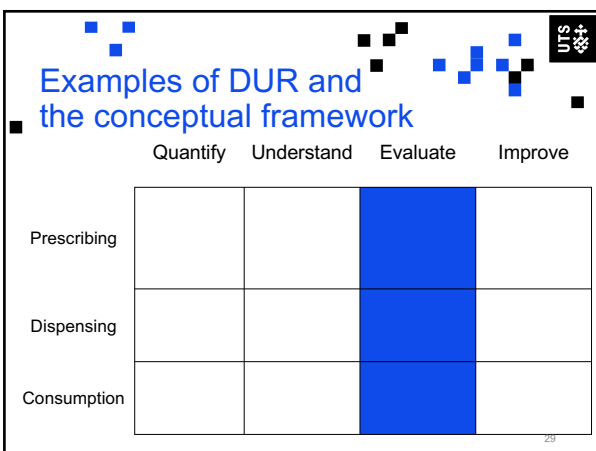 UTS
Examples of DUR and
the conceptual framework
Quantify Understand Evaluate Improve
Prescribing
Dispensing
Consumption
29